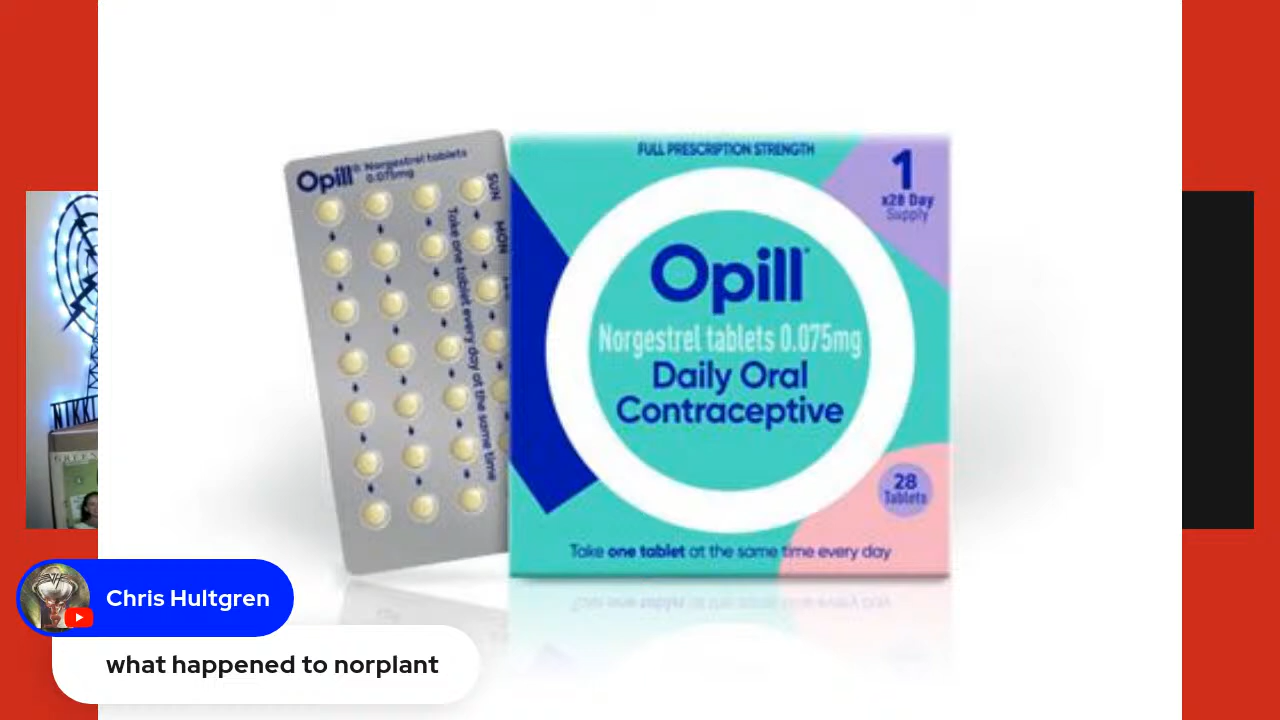 Opill® Norgestrel tablets
0.075mg
SUN
MON
Take one tablet every day at the same time
FULL PRESCRIPTION STRENGTH
1
x28 Day
Supply
Opill
Norgestrel tablets 0.075mg
Daily Oral
Contraceptive
28
Tablets
Take one tablet at the same time every day
NIKKI
GREEN
Chris Hultgren
what happened to norplant